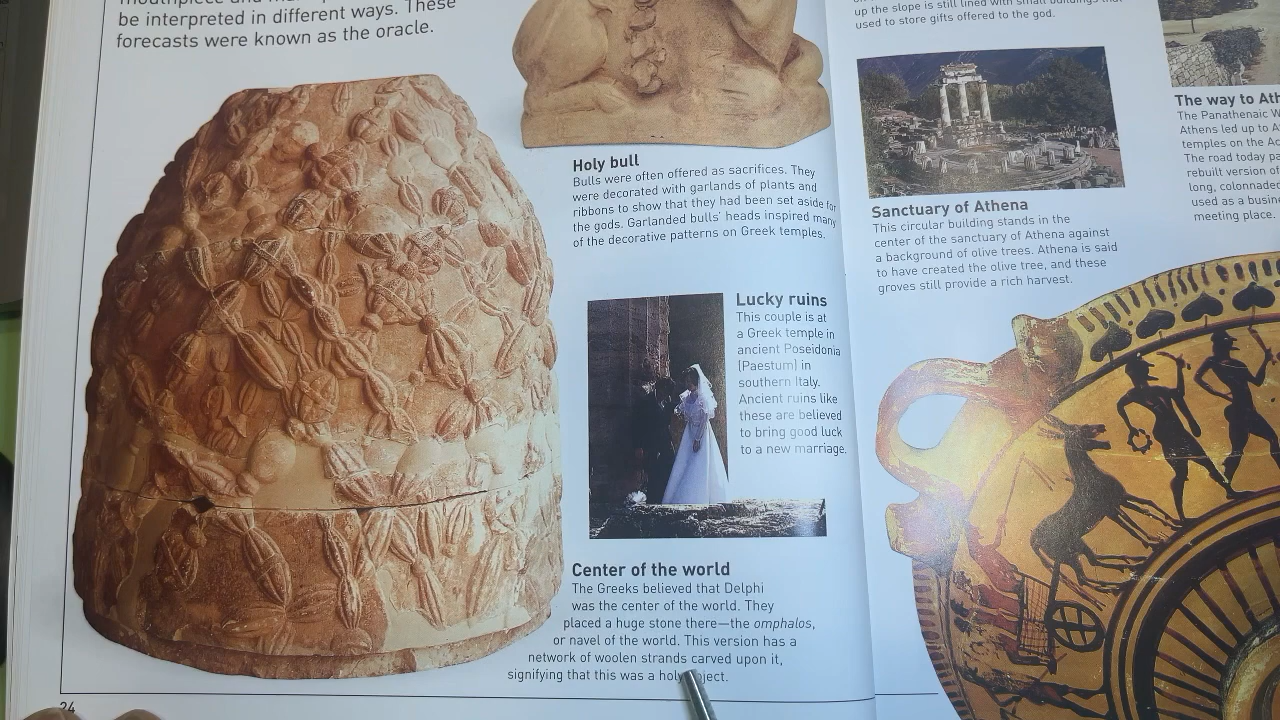 be interpreted in different ways. These
forecasts were known as the oracle.
Holy bull
Bulls were often offered as sacrifices. They
were decorated with garlands of plants and
ribbons to show that they had been set aside for
the gods. Garlanded bulls' heads inspired many
of the decorative patterns on Greek temples.
Lucky ruins
This couple is at
a Greek temple in
ancient Poseidonia
(Paestum) in
southern Italy.
Ancient ruins like
these are believed
to bring good luck
to a new marriage.
Center of the world
The Greeks believed that Delphi
was the center of the world. They
placed a huge stone there—the omphalos,
or navel of the world. This version has a
network of woolen strands carved upon it,
signifying that this was a holy
24
up the slope is still lined with small buildings that
used to store gifts offered to the god.
Sanctuary of Athena
This circular building stands in the
center of the sanctuary of Athena against
a background of olive trees. Athena is said
to have created the olive tree, and these
groves still provide a rich harvest.
The way to
The Panathenaic
Athens led up to
temples on the
The road today
rebuilt version of
long,
used as a
meeting place.